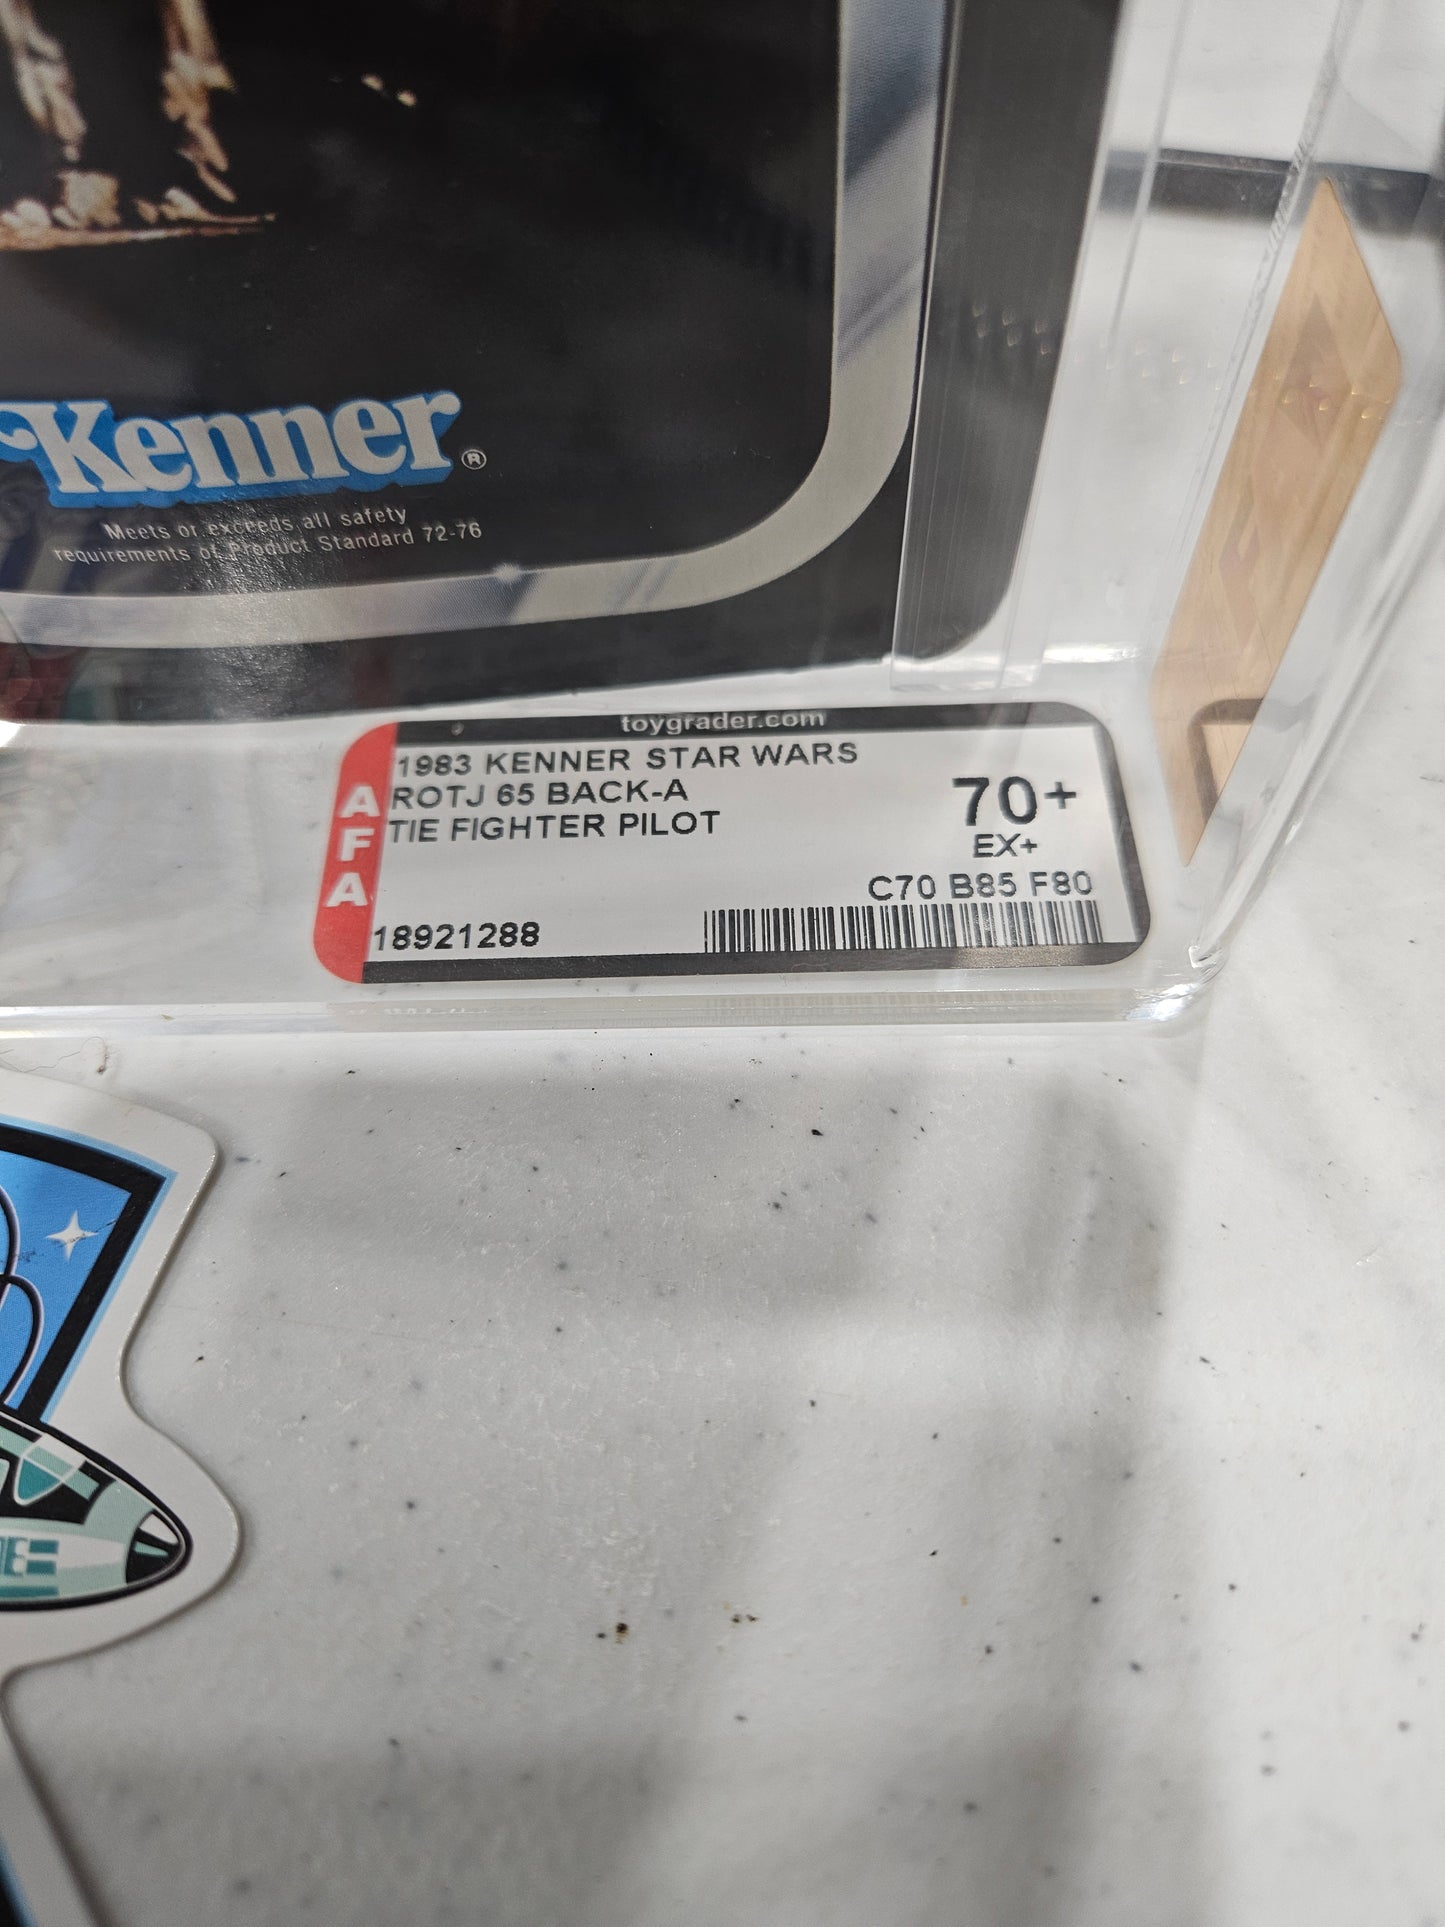 Kenner®
Meets or exceeds all safety
requirements of Product Standard 72-76
toygrader.com
AFA
1983 KENNER STAR WARS
ROTJ 65 BACK-A
TIE FIGHTER PILOT
70+
EX+
C70 B85 F80
18921288